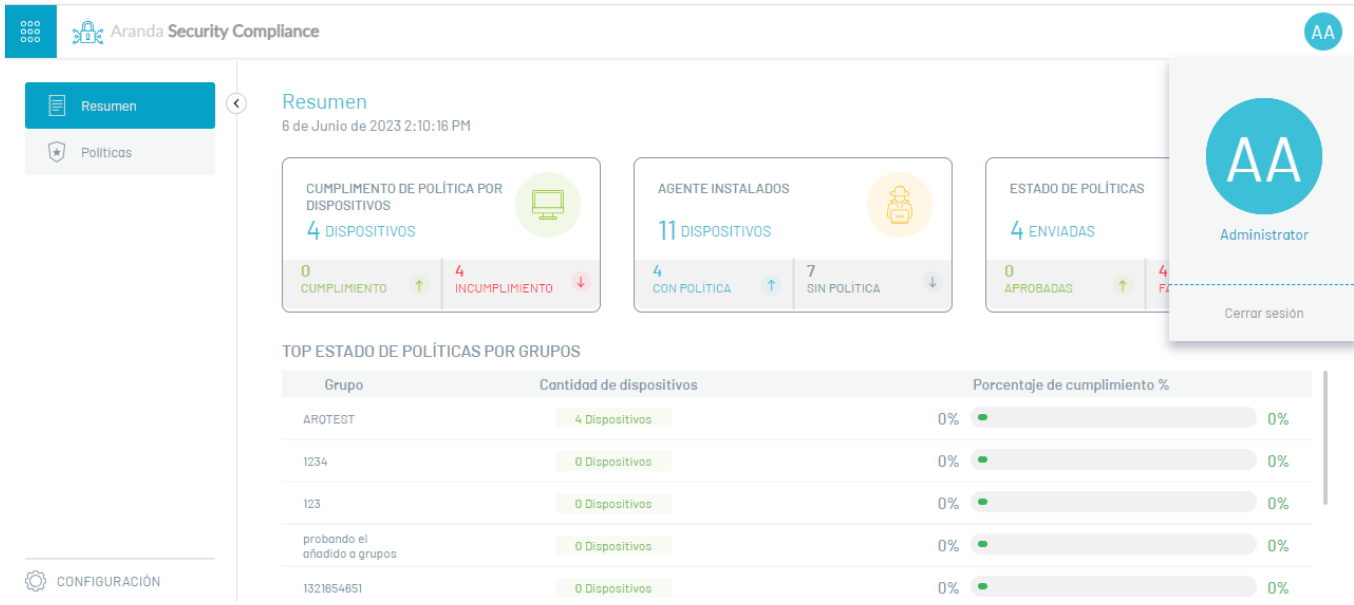 Aranda Security Compliance
AA
Resumen
Políticas
CONFIGURACIÓN
Resumen
6 de Junio de 2023 2:10:16 PM
CUMPLIMENTO DE POLÍTICA POR
DISPOSITIVOS
4 DISPOSITIVOS
0
CUMPLIMIENTO
4
INCUMPLIMIENTO
AGENTE INSTALADOS
11 DISPOSITIVOS
4
CON POLÍTICA
7
SIN POLÍTICA
ESTADO DE POLÍTICAS
4 ENVIADAS
0
APROBADAS
4
AA
Administrator
Cerrar sesión
TOP ESTADO DE POLÍTICAS POR GRUPOS
Grupo Cantidad de dispositivos Porcentaje de cumplimiento %
ARQTEST 4 Dispositivos 0% 0%
1234 0 Dispositivos 0% 0%
123 0 Dispositivos 0% 0%
probando el
añadido a grupos 0 Dispositivos 0% 0%
1321654651 0 Dispositivos 0% 0%